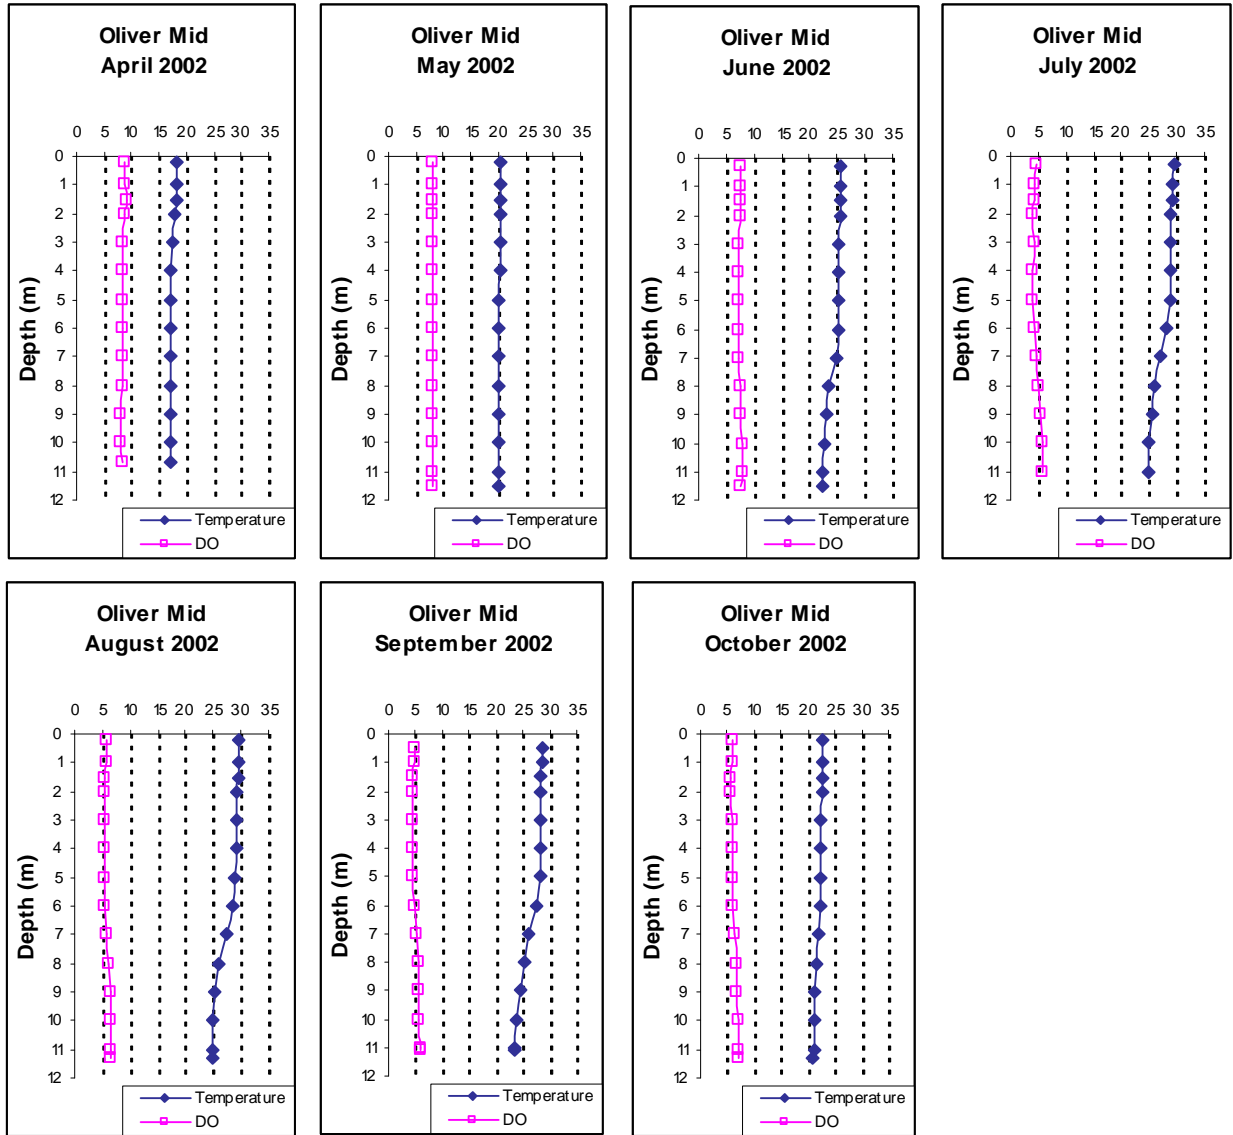 Oliver Mid
April 2002
0 5 10 15 20 25 30 35
0
1
2
3
4
5
6
7
8
9
10
11
12
Depth (m)
Temperature
DO
Oliver Mid
May 2002
0 5 10 15 20 25 30 35
0
1
2
3
4
5
6
7
8
9
10
11
12
Depth (m)
Temperature
DO
Oliver Mid
June 2002
0 5 10 15 20 25 30 35
0
1
2
3
4
5
6
7
8
9
10
11
12
Depth (m)
Temperature
DO
Oliver Mid
July 2002
0 5 10 15 20 25 30 35
0
1
2
3
4
5
6
7
8
9
10
11
12
Depth (m)
Temperature
DO
Oliver Mid
August 2002
0 5 10 15 20 25 30 35
0
1
2
3
4
5
6
7
8
9
10
11
12
Depth (m)
Temperature
DO
Oliver Mid
September 2002
0 5 10 15 20 25 30 35
0
1
2
3
4
5
6
7
8
9
10
11
12
Depth (m)
Temperature
DO
Oliver Mid
October 2002
0 5 10 15 20 25 30 35
0
1
2
3
4
5
6
7
8
9
10
11
12
Depth (m)
Temperature
DO